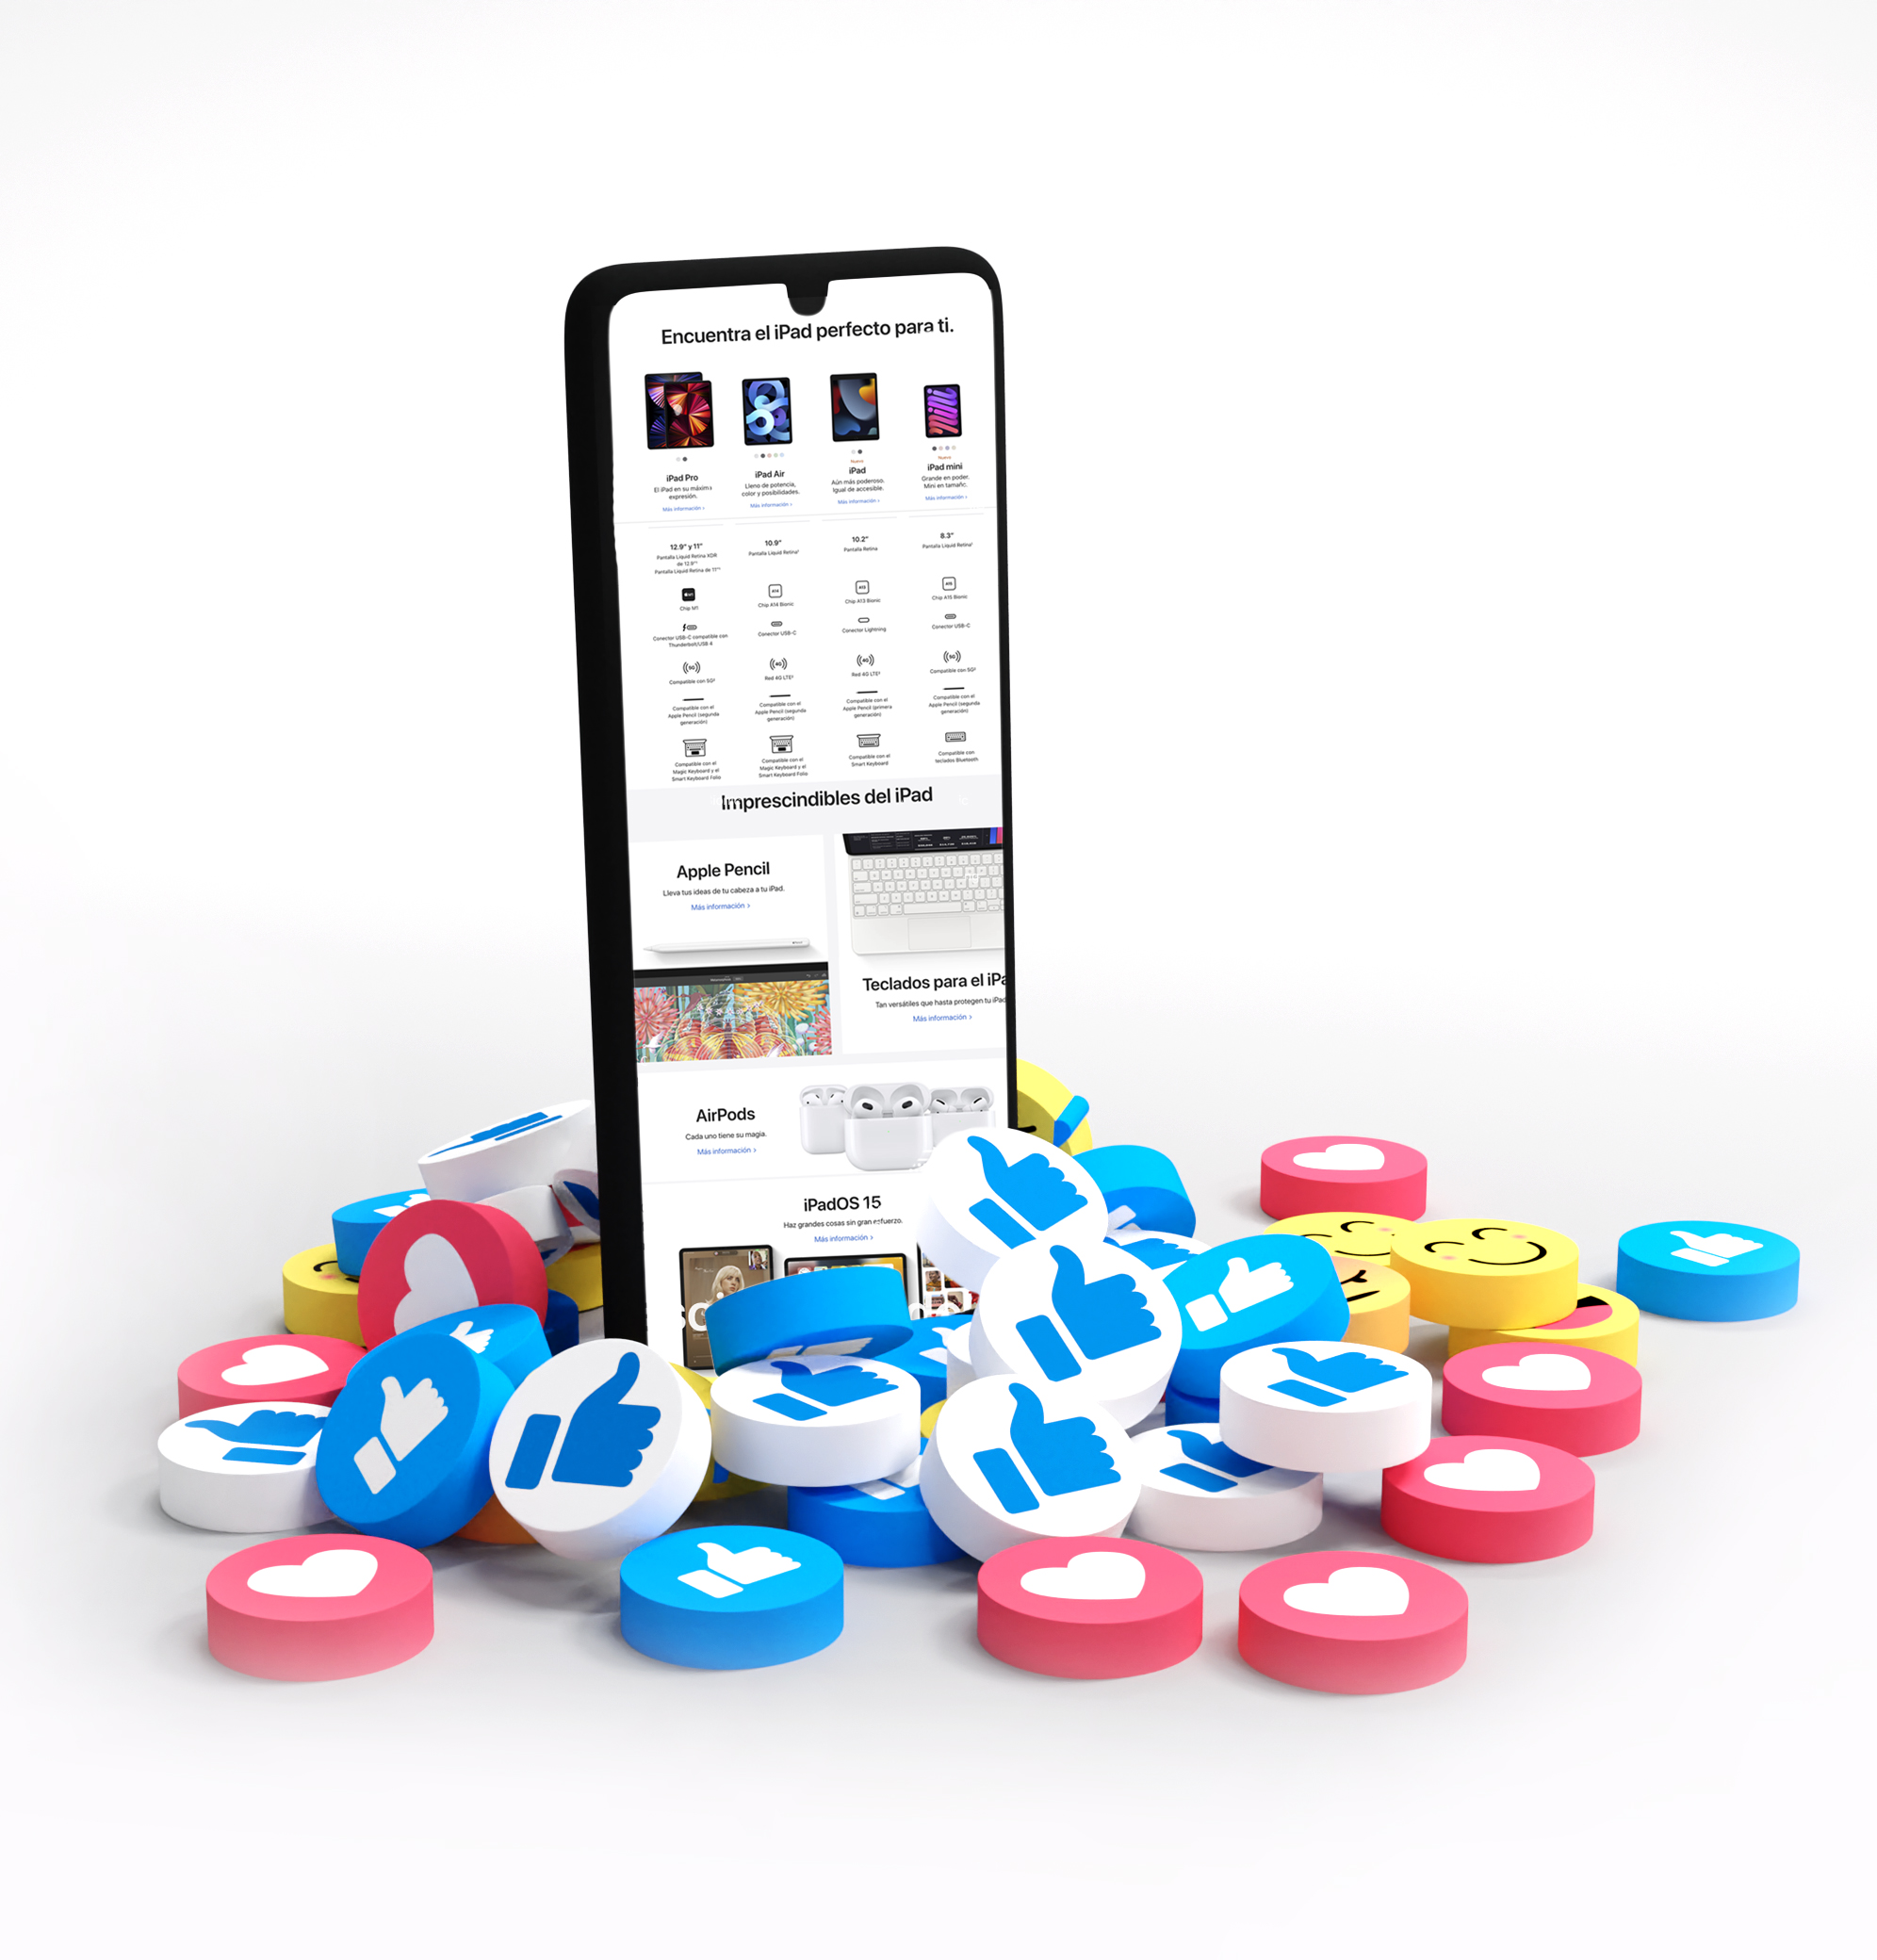 Encuentra el iPad perfecto para ti.
iPad Pro
El iPad en su máxima
expresión.
Más información >
iPad Air
Lleno de potencia,
color y posibilidades.
Más información >
Nuevo
iPad
Aún más poderoso.
Igual de accesible.
Más información >
Nuevo
iPad mini
Grande en poder.
Mini en tamaño.
Más información >
12.9" y 11"
Pantalla Liquid Retina XDR
de 12.9"
Pantalla Liquid Retina de 11"
10.9"
Pantalla Liquid Retina
10.2"
Pantalla Retina
8.3"
Pantalla Liquid Retina
Chip M1
A14
Chip A14 Bionic
A13
Chip A13 Bionic
A15
Chip A15 Bionic
Conector USB-C compatible con
Thunderbolt/USB 4
Conector USB-C
Conector Lightning
Conector USB-C
5G
Compatible con 5G²
4G
Red 4G LTE²
4G
Red 4G LTE²
5G
Compatible con 5G²
Compatible con el
Apple Pencil (segunda
generación)
Compatible con el
Apple Pencil (segunda
generación)
Compatible con el
Apple Pencil (primera
generación)
Compatible con el
Apple Pencil (segunda
generación)
Compatible con el
Magic Keyboard y el
Smart Keyboard Folio
Compatible con el
Magic Keyboard y el
Smart Keyboard Folio
Compatible con el
Smart Keyboard
Compatible con
teclados Bluetooth
Imprescindibles del iPad
Apple Pencil
Lleva tus ideas de tu cabeza a tu iPad.
Más información >
Teclados para el iPa
Tan versátiles que hasta protegen tu iPad
Más información >
AirPods
Cada uno tiene su magia.
Más información >
iPadOS 15
Haz grandes cosas sin gran esfuerzo.
Más información >